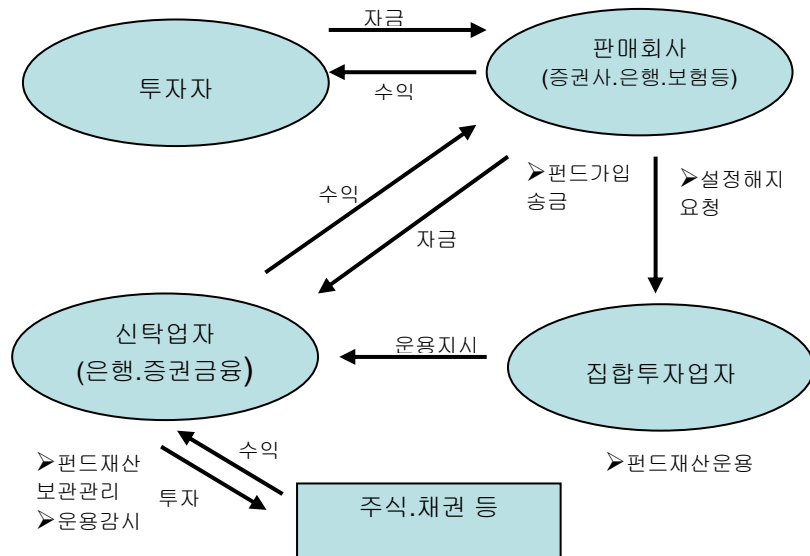 자금
판매회사
(증권사.은행.보험등)
투자자
수익
➢펀드가입
송금
➢설정해지
요청
수익
자금
신탁업자
(은행.증권금융)
운용지시
집합투자업자
➢펀드재산
보관관리
➢운용감시
수익
투자
➢펀드재산운용
주식.채권 등